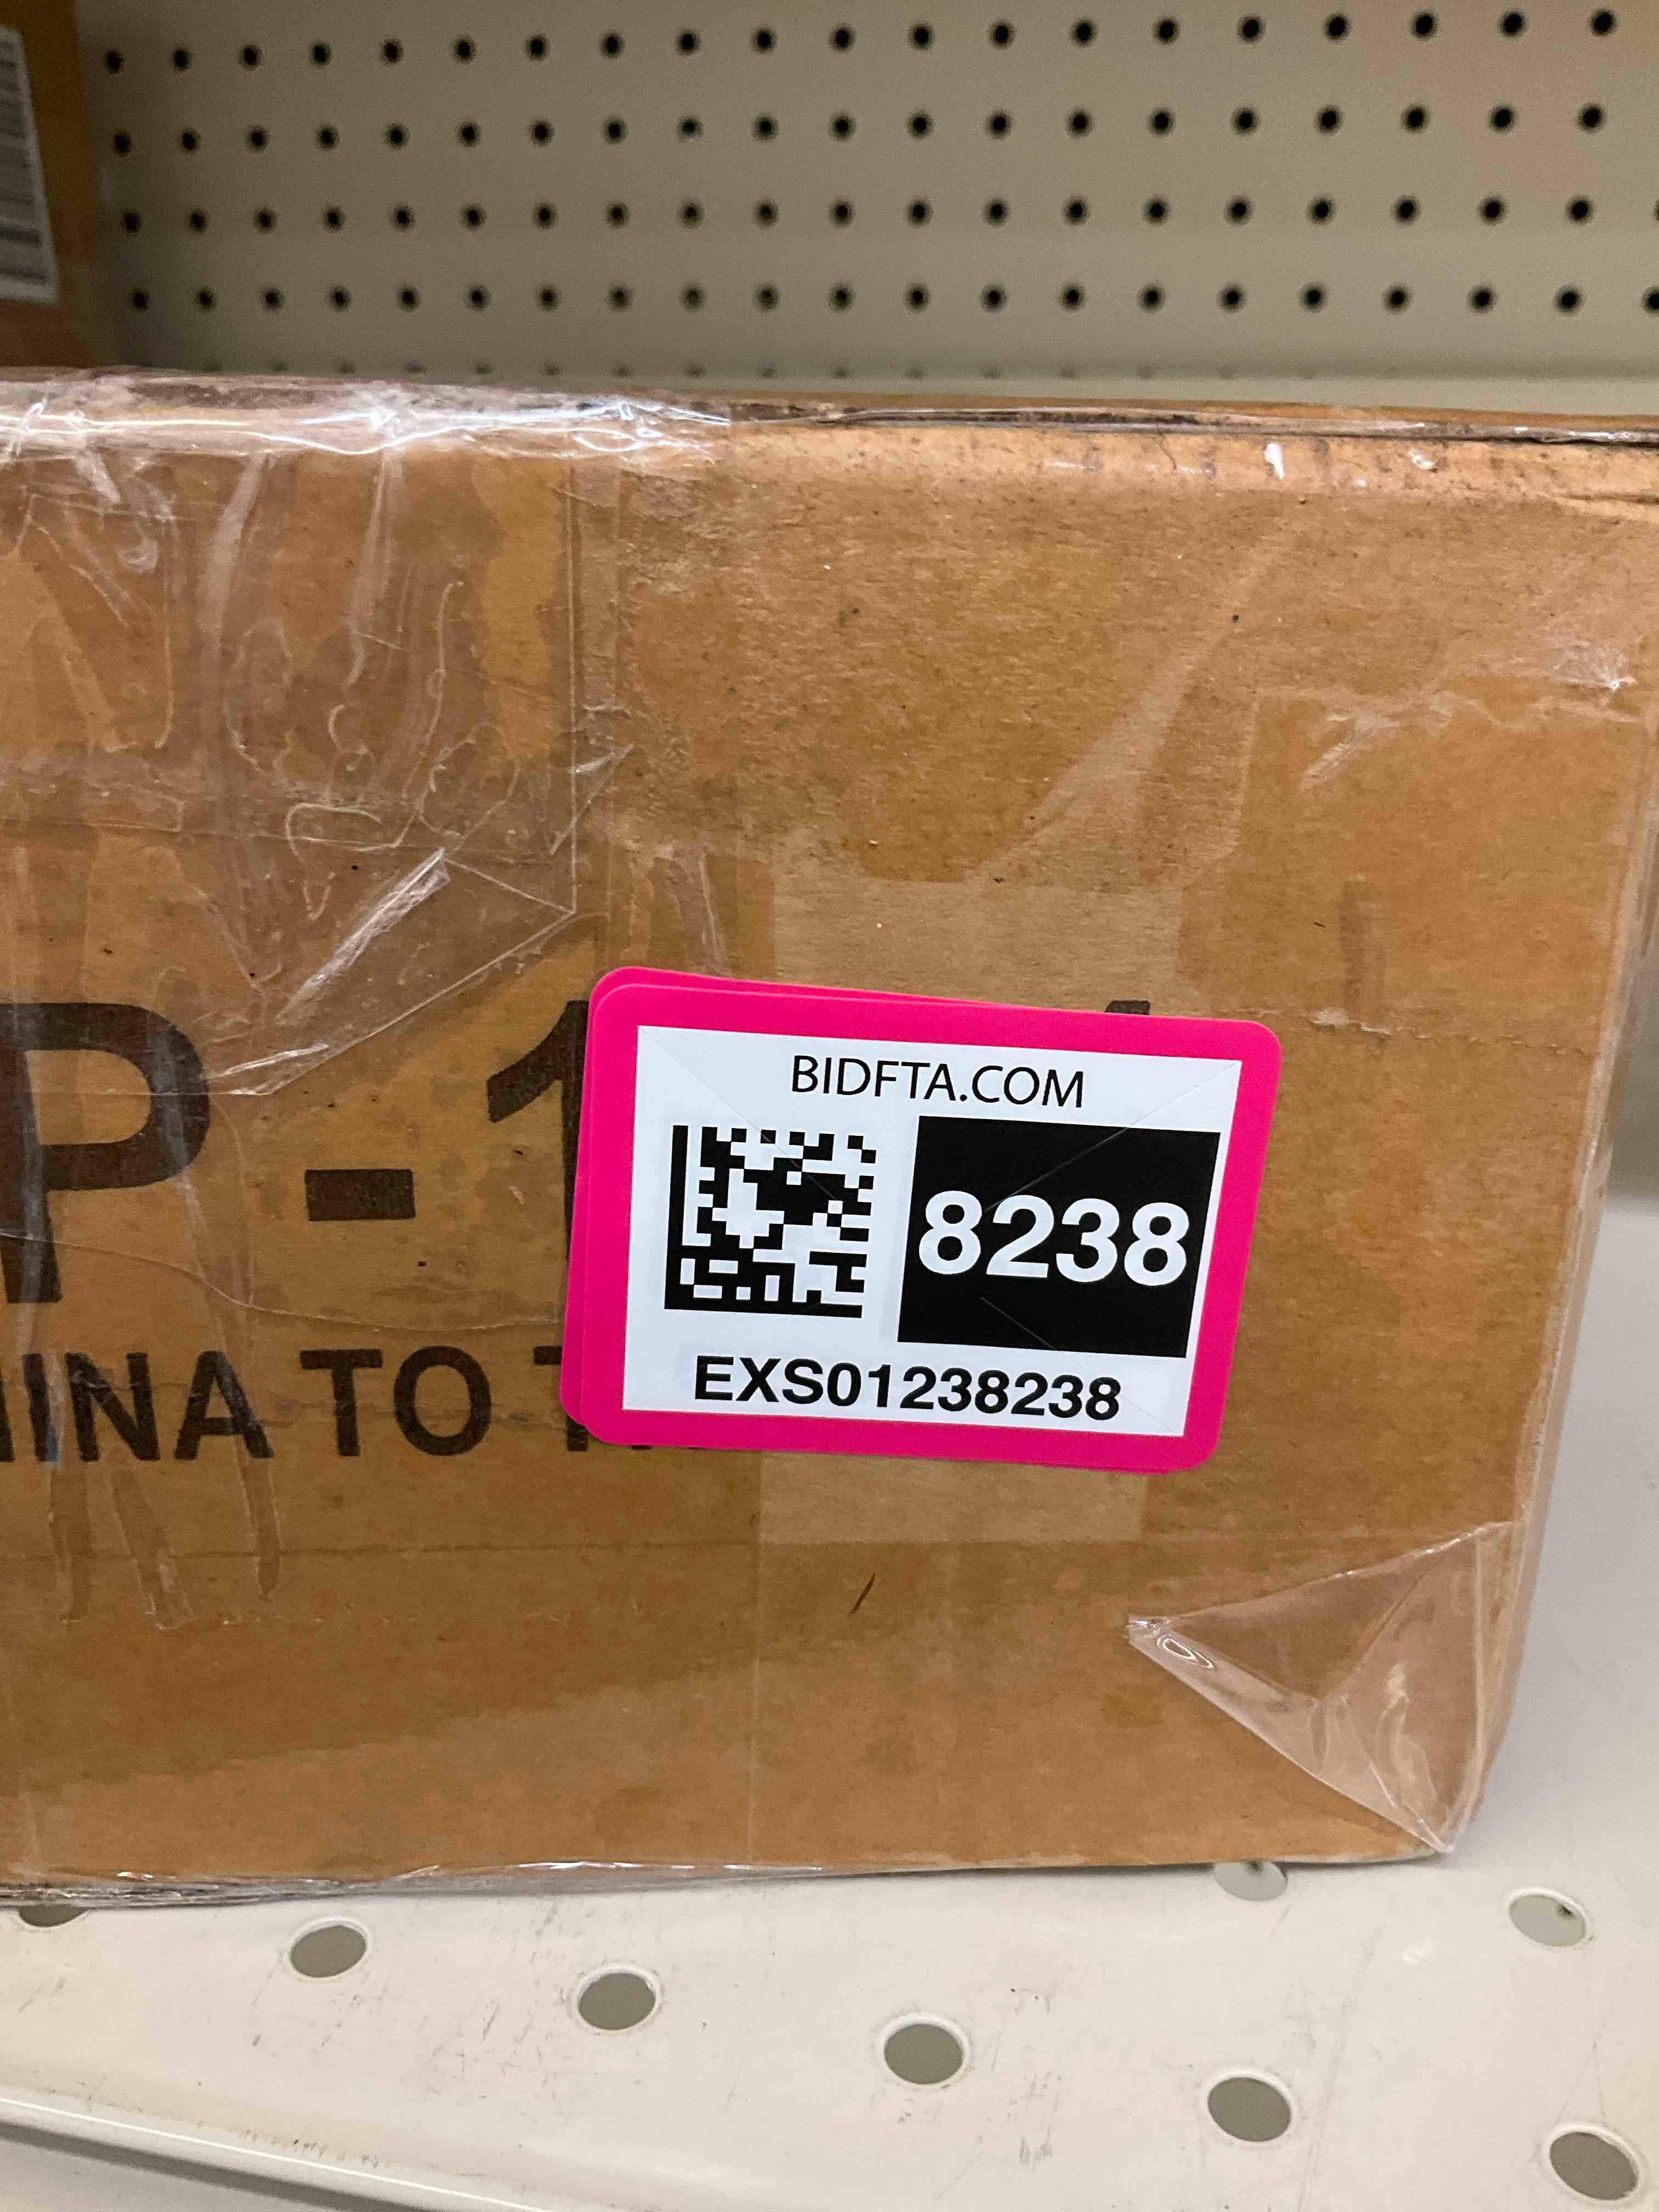 P - 1
INA TO
BIDFTA.COM
8238
EXS01238238